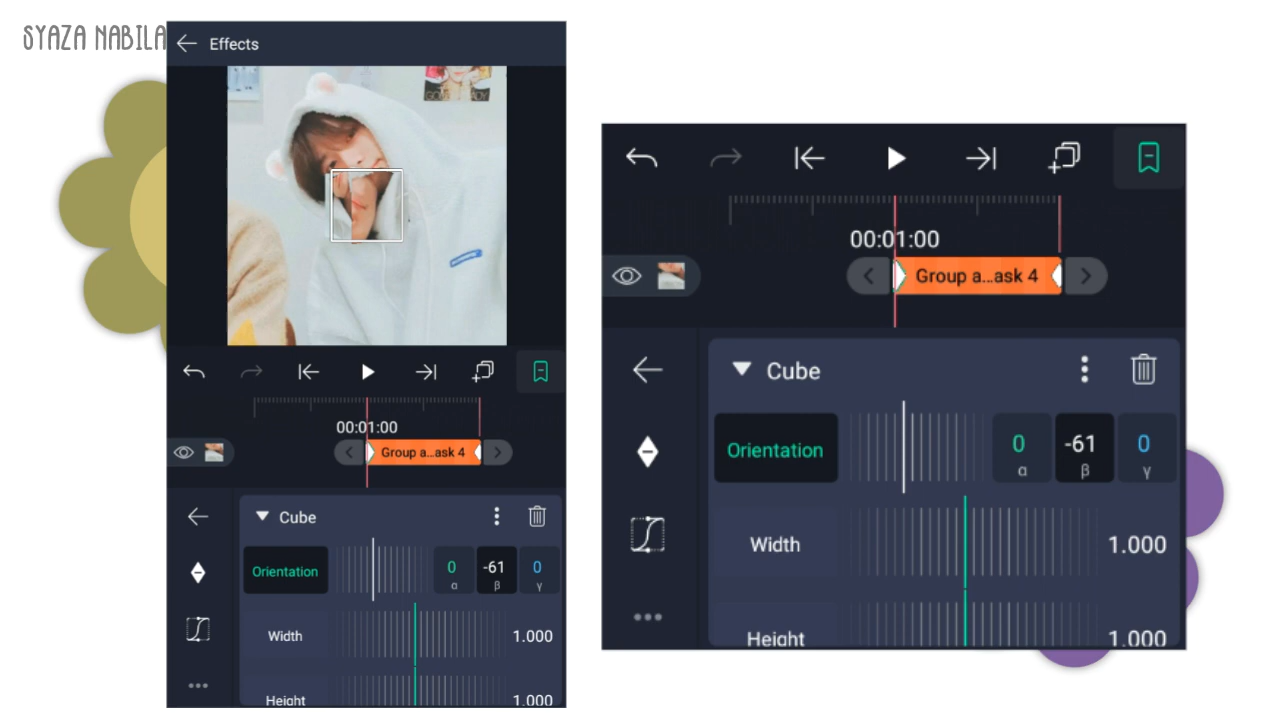 SYAZA NABILA
Effects
00:01:00
Group a...ask 4
Cube
Orientation
0
α
-61
β
0
γ
Width
1.000
Height
1.000
00:01:00
Group a...ask 4
Cube
Orientation
0
α
-61
β
0
γ
Width
1.000
Height
1.000